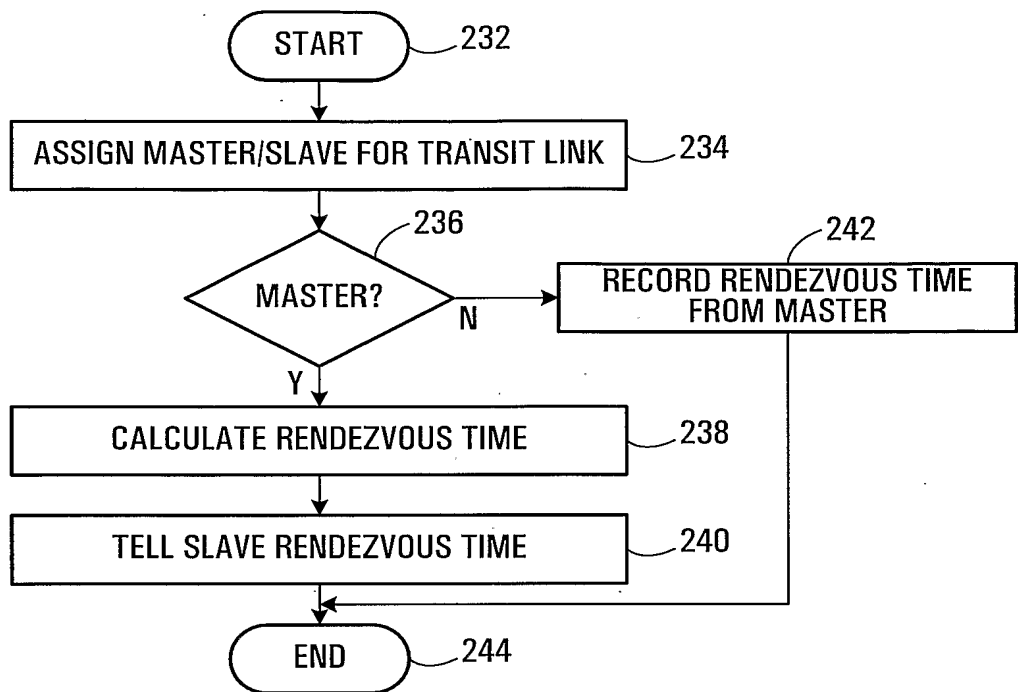 START
232
ASSIGN MASTER/SLAVE FOR TRANSIT LINK
234
236
MASTER?
N
Y
242
RECORD RENDEZVOUS TIME
FROM MASTER
CALCULATE RENDEZVOUS TIME
238
TELL SLAVE RENDEZVOUS TIME
240
END
244